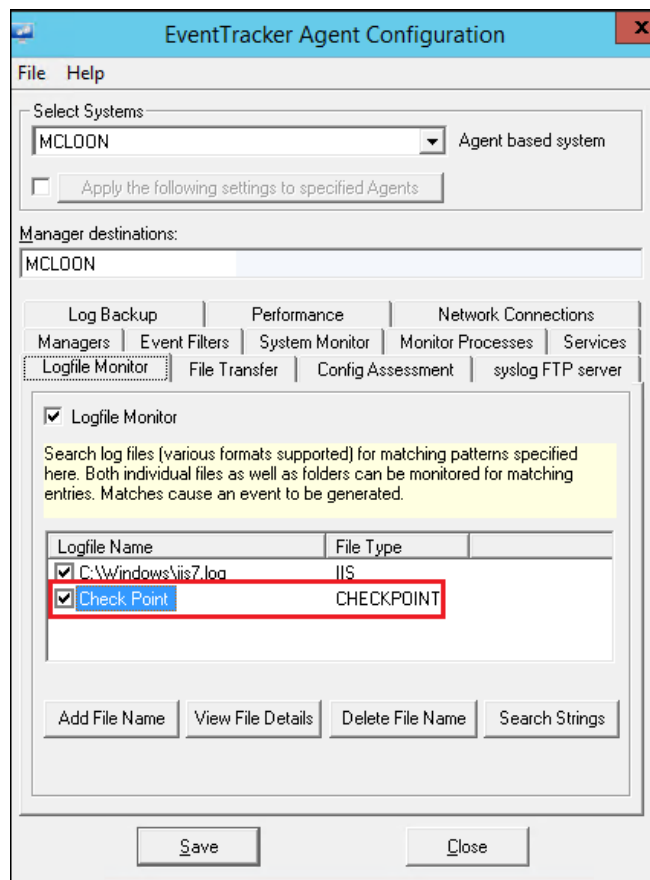 EventTracker Agent Configuration
x
File Help
Select Systems
MCLOON
Agent based system
Apply the following settings to specified Agents
Manager destinations:
MCLOON
Log Backup Performance Network Connections
Managers Event Filters System Monitor Monitor Processes Services
Logfile Monitor File Transfer Config Assessment syslog FTP server
Logfile Monitor
Search log files (various formats supported) for matching patterns specified
here. Both individual files as well as folders can be monitored for matching
entries. Matches cause an event to be generated.
Logfile Name File Type
C:\Windows\iis7.log IIS
Check Point CHECKPOINT
Add File Name View File Details Delete File Name Search Strings
Save Close